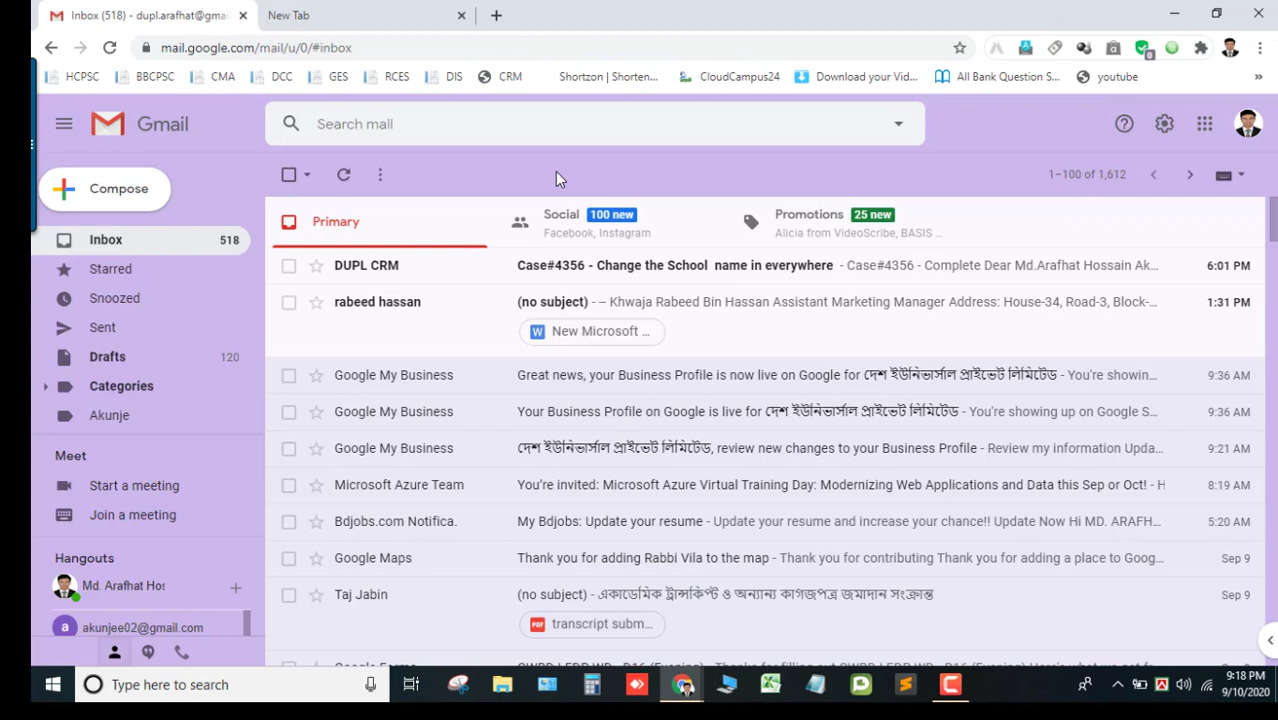 Inbox (518) - dupl.arafhat@gmai
New Tab
mail.google.com/mail/u/0/#inbox
HCPSC BBCPSC CMA DCC GES RCES DIS CRM Shortzon | Shorten... CloudCampus24 Download your Vid... All Bank Question S... youtube »
Gmail
Search mail
Compose
1–100 of 1,612
Inbox 518
Starred
Snoozed
Sent
Drafts 120
Categories
Akunje
Meet
Start a meeting
Join a meeting
Hangouts
Md. Arafhat Hos
a akunjee02@gmail.com
Primary
Social 100 new
Facebook, Instagram
Promotions 25 new
Alicia from VideoScribe, BASIS ...
DUPL CRM Case#4356 - Change the School name in everywhere - Case#4356 - Complete Dear Md.Arafhat Hossain Ak... 6:01 PM
rabeed hassan (no subject) - -- Khwaja Rabeed Bin Hassan Assistant Marketing Manager Address: House-34, Road-3, Block-... 1:31 PM
W New Microsoft ...
Google My Business Great news, your Business Profile is now live on Google for দেশ ইউনিভার্সাল প্রাইভেট লিমিটেড - You're showin... 9:36 AM
Google My Business Your Business Profile on Google is live for দেশ ইউনিভার্সাল প্রাইভেট লিমিটেড - You're showing up on Google S... 9:36 AM
Google My Business দেশ ইউনিভার্সাল প্রাইভেট লিমিটেড, review new changes to your Business Profile - Review my information Upda... 9:21 AM
Microsoft Azure Team You're invited: Microsoft Azure Virtual Training Day: Modernizing Web Applications and Data this Sep or Oct! - H 8:19 AM
Bdjobs.com Notifica. My Bdjobs: Update your resume - Update your resume and increase your chance!! Update Now Hi MD. ARAFH... 5:20 AM
Google Maps Thank you for adding Rabbi Vila to the map - Thank you for contributing Thank you for adding a place to Goog... Sep 9
Taj Jabin (no subject) - একাডেমিক ট্রান্সকিপ্ট ও অন্যান্য কাগজপত্র জমাদান সংক্রান্ত Sep 9
PDF transcript subm...
Type here to search
9:18 PM
9/10/2020